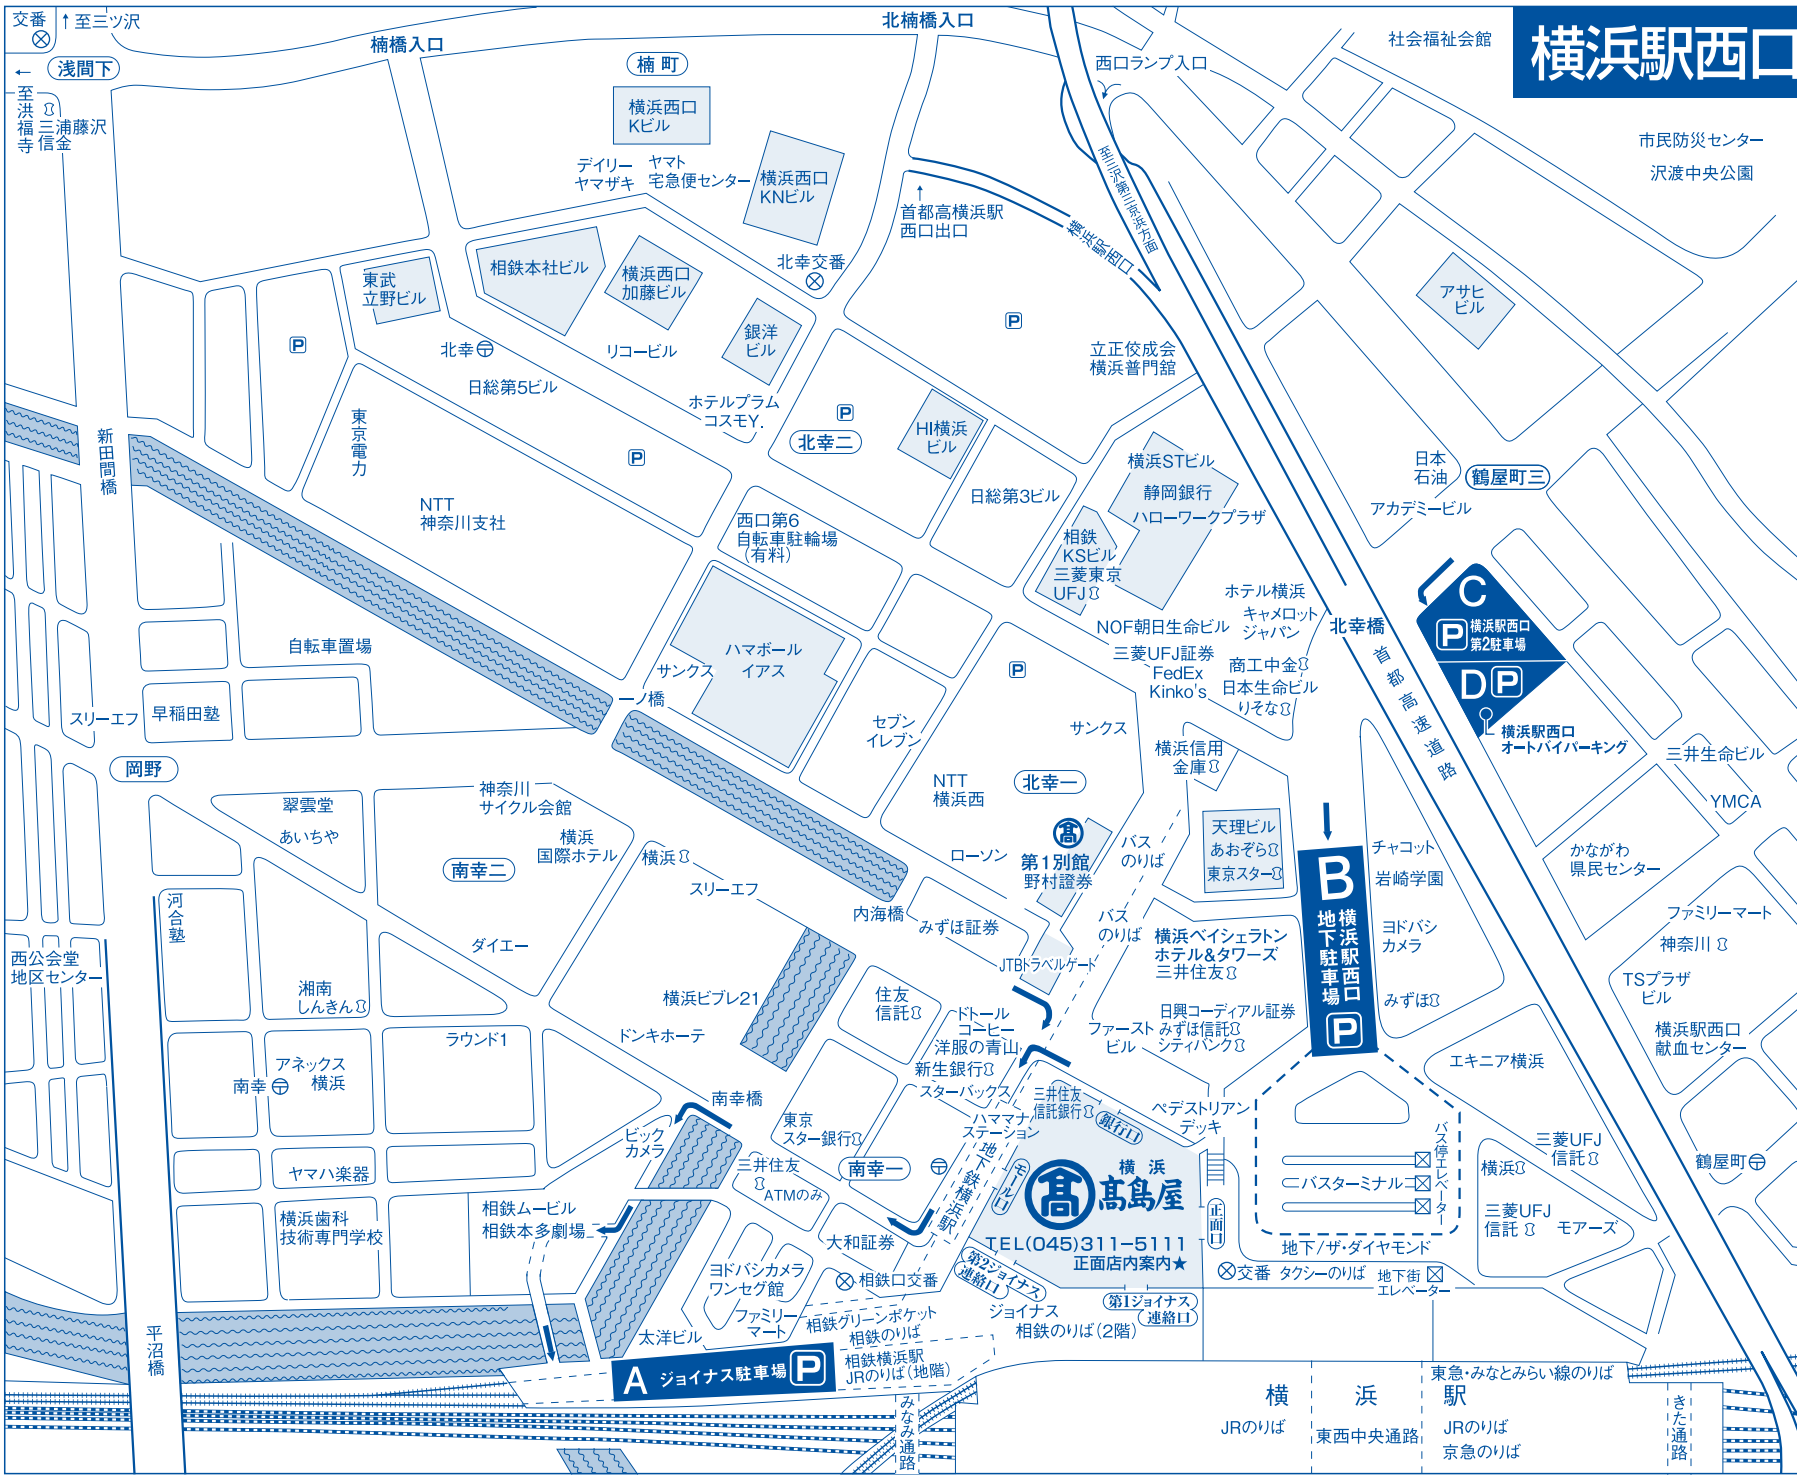 横浜駅西口
交番
↑至三ツ沢
← 浅間下
至洪福寺
三浦藤沢
信金
楠橋入口
北楠橋入口
楠町
横浜西口
Kビル
デイリー
ヤマザキ
ヤマト
宅急便センター
横浜西口
KNビル
首都高横浜駅
西口出口
西口ランプ入口
至三沢第三京浜方面
横浜駅西口
社会福祉会館
市民防災センター
沢渡中央公園
アサヒ
ビル
北幸交番
東武
立野ビル
相鉄本社ビル
横浜西口
加藤ビル
銀洋
ビル
P
北幸〒
リコービル
日総第5ビル
ホテルプラム
コスモY.
P
立正佼成会
横浜普門舘
P
北幸二
HI横浜
ビル
P
新田間橋
東京電力
NTT
神奈川支社
西口第6
自転車駐輪場
(有料)
日総第3ビル
横浜STビル
静岡銀行
ハローワークプラザ
相鉄
KSビル
三菱東京
UFJ
日本
石油
鶴屋町三
アカデミービル
ホテル横浜
キャメロット
ジャパン
北幸橋
NOF朝日生命ビル
三菱UFJ証券
FedEx
Kinko's
商工中金
日本生命ビル
りそな
首都高速道路
C
P 横浜駅西口
第2駐車場
D P
横浜駅西口
オートバイパーキング
三井生命ビル
YMCA
かながわ
県民センター
ファミリーマート
神奈川
TSプラザ
ビル
横浜駅西口
献血センター
鶴屋町〒
自転車置場
スリーエフ
早稲田塾
岡野
サンクス
ハマボール
イアス
一ノ橋
セブン
イレブン
P
サンクス
NTT
横浜西
北幸一
横浜信用
金庫
天理ビル
あおぞら
東京スター
髙
第1別館
野村證券
ローソン
バス
のりば
バス
のりば
チャコット
岩崎学園
ヨドバシ
カメラ
みずほ
B
横浜駅西口
地下駐車場
P
翠雲堂
あいちや
神奈川
サイクル会館
横浜
国際ホテル
南幸二
横浜
スリーエフ
内海橋
みずほ証券
JTBトラベルゲート
横浜ベイシェラトン
ホテル&タワーズ
三井住友
河合塾
西公会堂
地区センター
湘南
しんきん
ダイエー
横浜ビブレ21
ドンキホーテ
住友
信託
ドトール
コーヒー
洋服の青山
新生銀行
スターバックス
ファースト
ビル
日興コーディアル証券
みずほ信託
シティバンク
エキニア横浜
ラウンド1
アネックス
横浜
南幸〒
南幸橋
ビック
カメラ
東京
スター銀行
三井住友
ATMのみ
南幸一
〒
ハママチ
ステーション
地下鉄横浜駅
モール口
三井住友
信託銀行
銀行口
ペデストリアン
デッキ
髙 横浜
髙島屋
TEL(045)311-5111
正面店内案内★
正面口
バス停エレベーター
バスターミナル
三菱UFJ
信託
横浜
三菱UFJ
信託
モアーズ
地下/ザ・ダイヤモンド
交番 タクシーのりば
地下街
エレベーター
ヤマハ楽器
横浜歯科
技術専門学校
相鉄ムービル
相鉄本多劇場
大和証券
相鉄口交番
ヨドバシカメラ
ワンセグ館
ファミリー
マート
太洋ビル
相鉄グリーンポケット
相鉄のりば
相鉄横浜駅
JRのりば(地階)
第2ジョイナス
連絡口
ジョイナス
相鉄のりば(2階)
第1ジョイナス
連絡口
A ジョイナス駐車場 P
平沼橋
みなみ通路
横浜駅
JRのりば
東西中央通路
JRのりば
京急のりば
東急・みなとみらい線のりば
きた通路